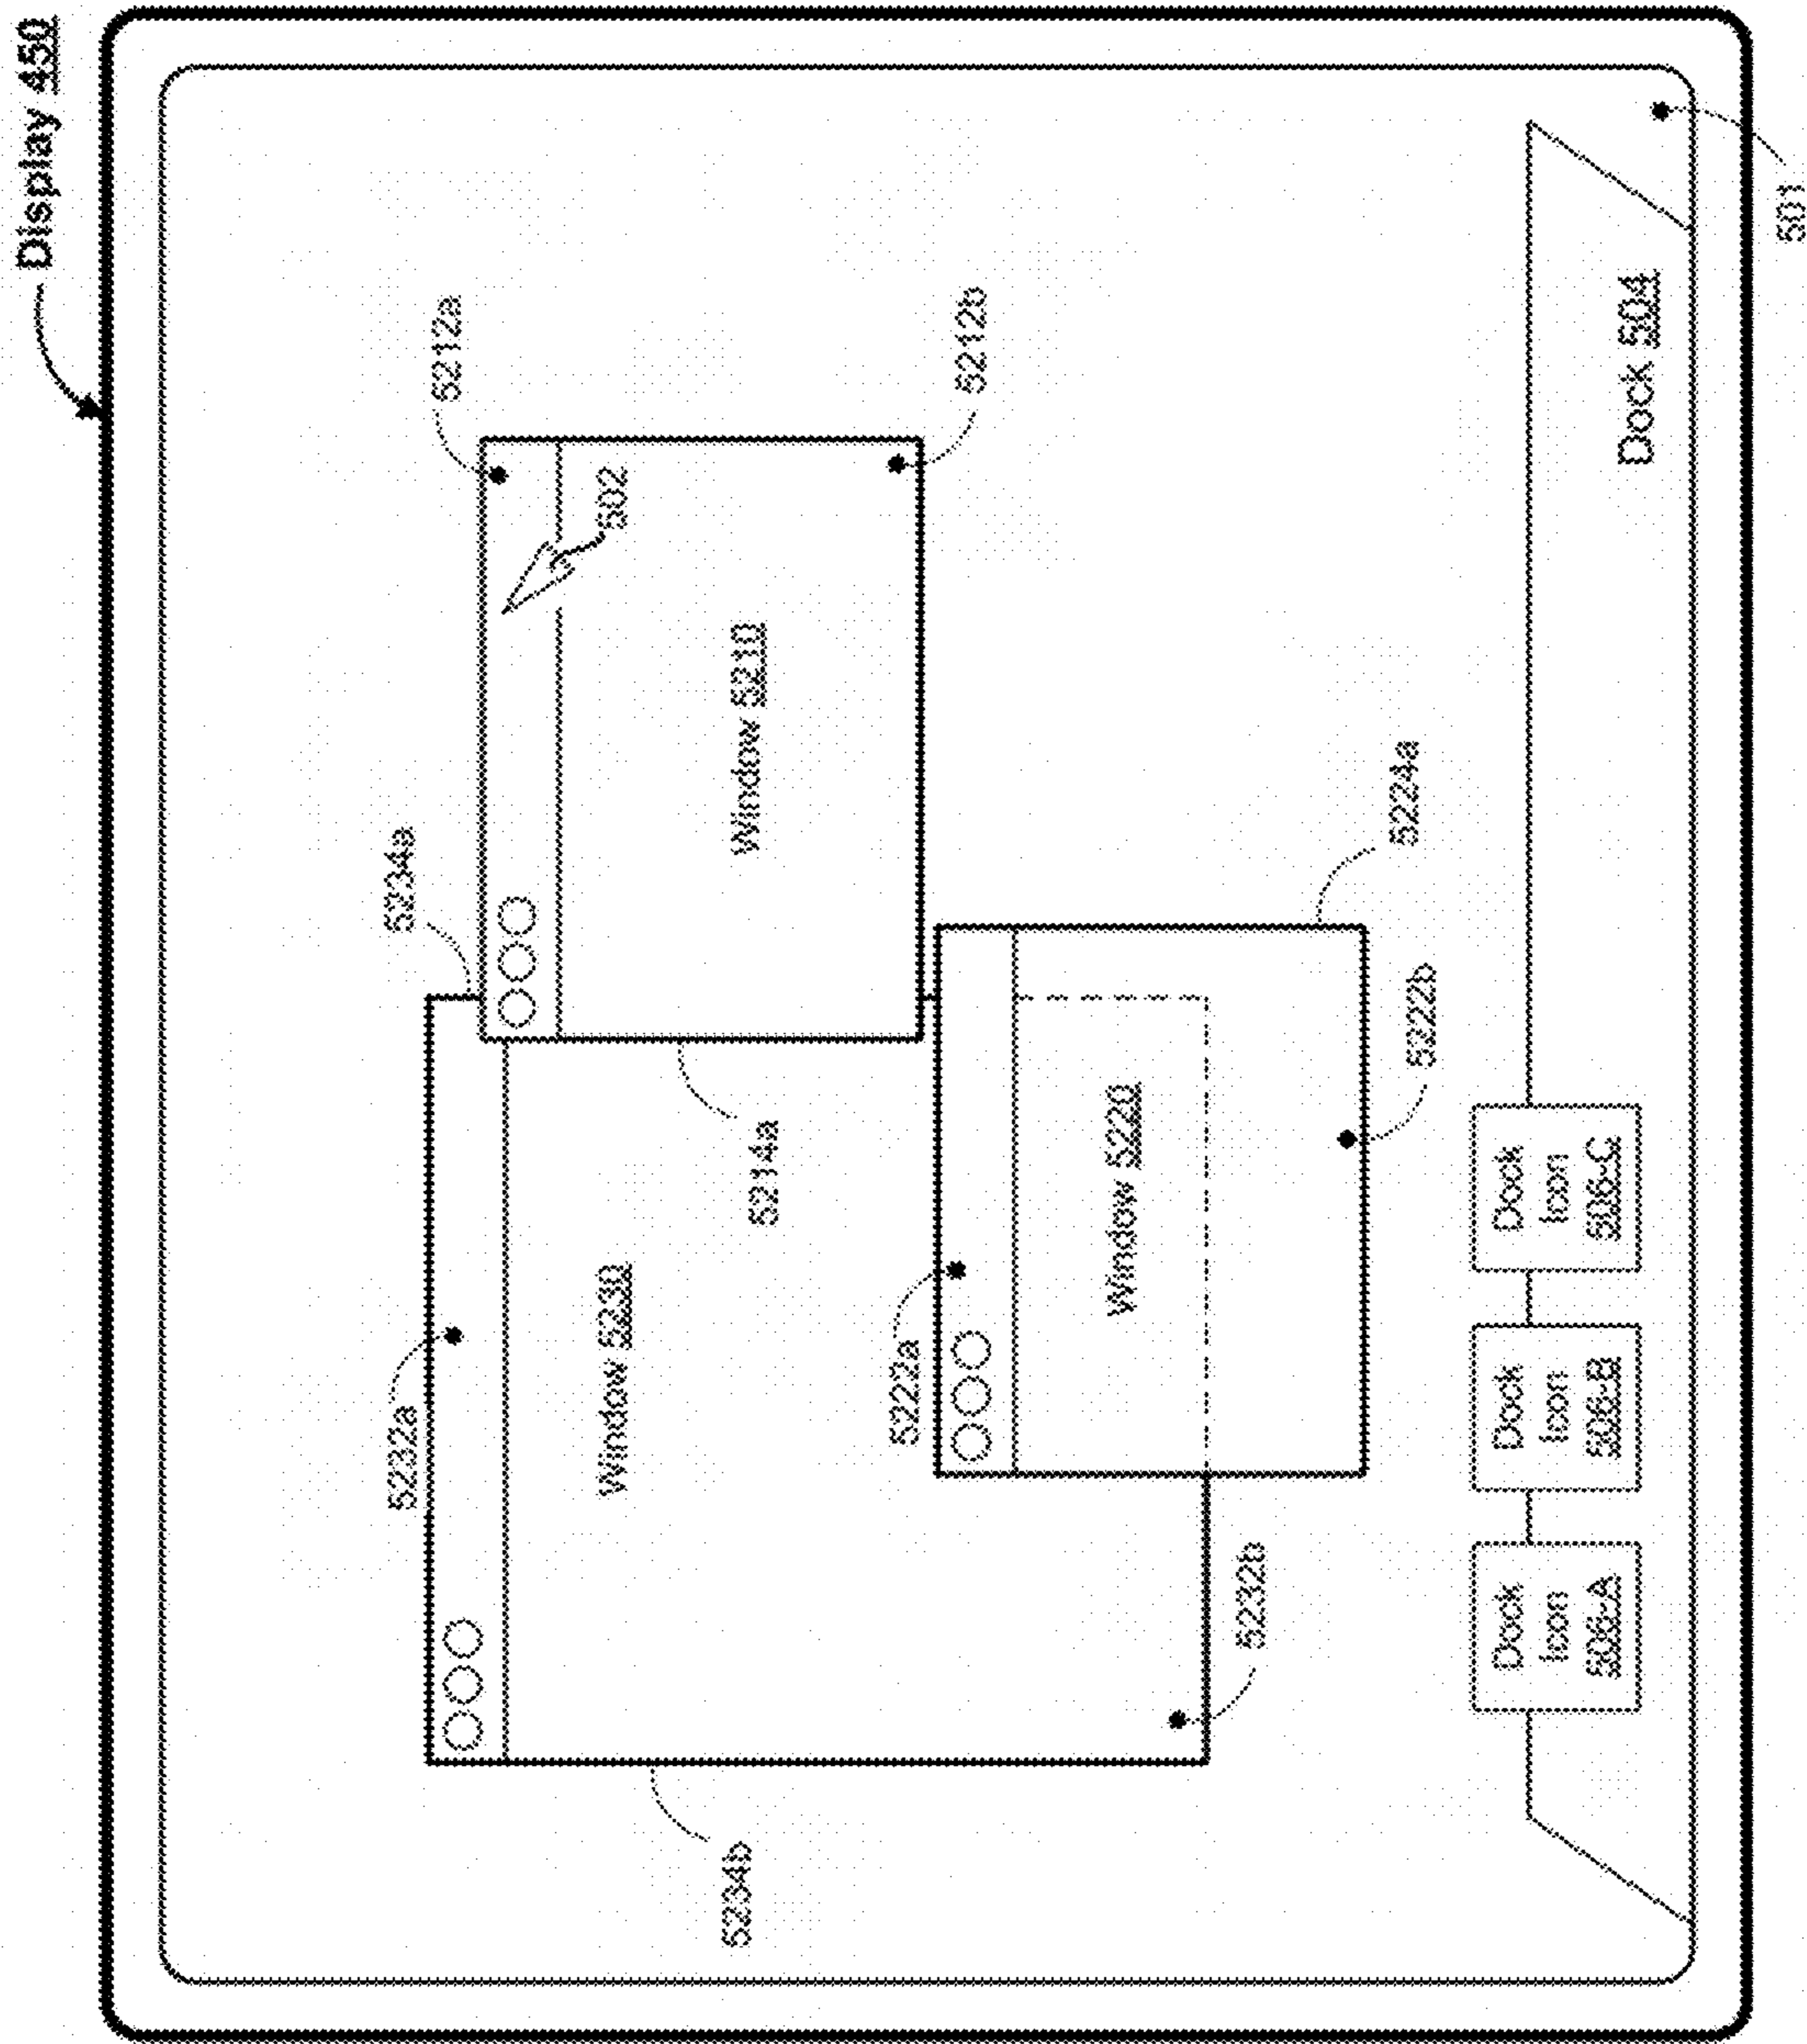 Display 450
5234a
5212a
5232a
502
Window 5230
Window 5210
5234b
5214a
5212b
5222a
Window 5220
5232b
5224a
5222b
Dock
Icon
506-A
Dock
Icon
506-B
Dock
Icon
506-C
Dock 504
501